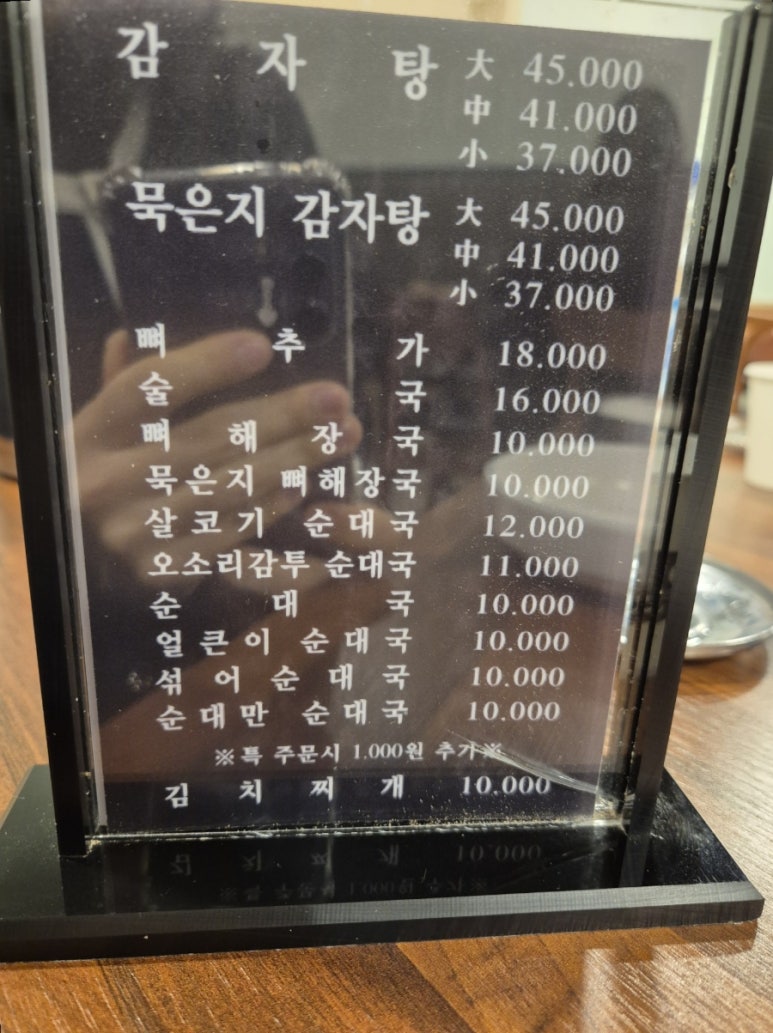 감 자 탕 大 45.000
中 41.000
小 37.000
묵은지 감자탕 大 45.000
中 41.000
小 37.000
뼈 추 가 18.000
술 국 16.000
뼈 해 장 국 10.000
묵은지 뼈해장국 10.000
살코기 순대국 12.000
오소리감투 순대국 11.000
순 대 국 10.000
얼큰이 순대국 10.000
섞어 순대국 10.000
순대만 순대국 10.000
※특 주문시 1.000원 추가※
김 치 찌 개 10.000